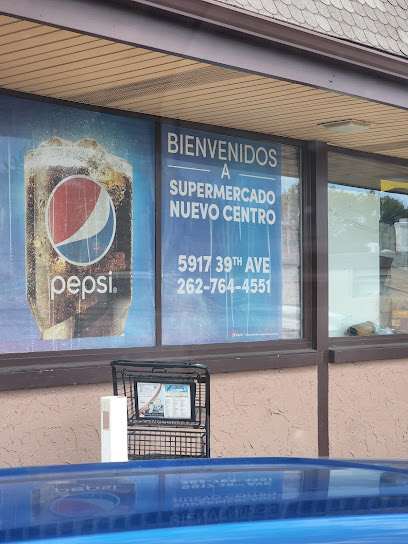 pepsi
BIENVENIDOS
A
SUPERMERCADO
NUEVO CENTRO
5917 39TH AVE
262-764-4551